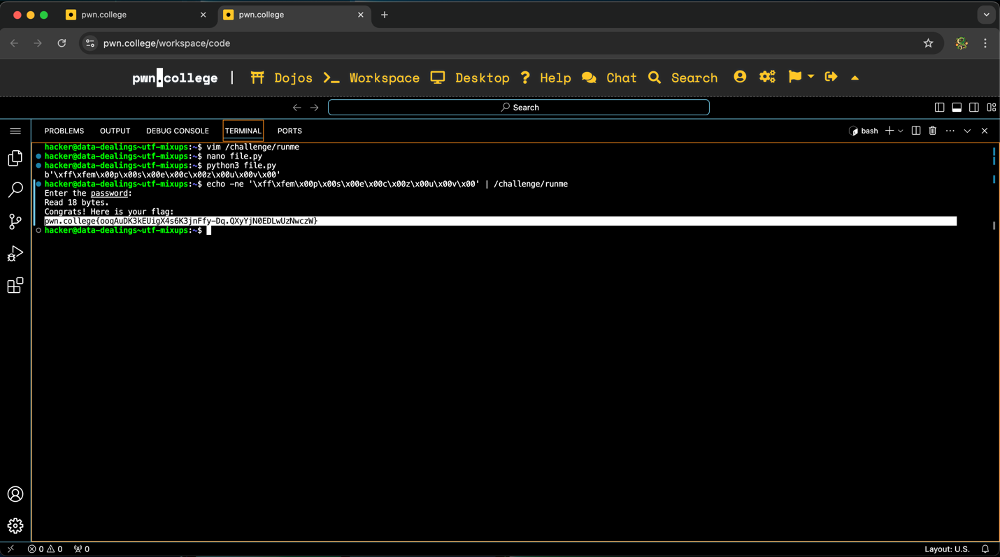 pwn.college
pwn.college
pwn.college/workspace/code
pwn.college | Dojos Workspace Desktop Help Chat Search
Search
PROBLEMS OUTPUT DEBUG CONSOLE TERMINAL PORTS bash
hacker@data-dealings~utf-mixups:~$ vim /challenge/runme
hacker@data-dealings~utf-mixups:~$ nano file.py
hacker@data-dealings~utf-mixups:~$ python3 file.py
b'\xff\xfem\x00p\x00s\x00e\x00c\x00z\x00u\x00v\x00'
hacker@data-dealings~utf-mixups:~$ echo -ne '\xff\xfem\x00p\x00s\x00e\x00c\x00z\x00u\x00v\x00' | /challenge/runme
Enter the password:
Read 18 bytes.
Congrats! Here is your flag:
pwn.college{ooqAuDK3kEUigX4s6K3jnFfy-Dq.QXyYjN0EDLwUzNwczW}
hacker@data-dealings~utf-mixups:~$
0 0 0 Layout: U.S.